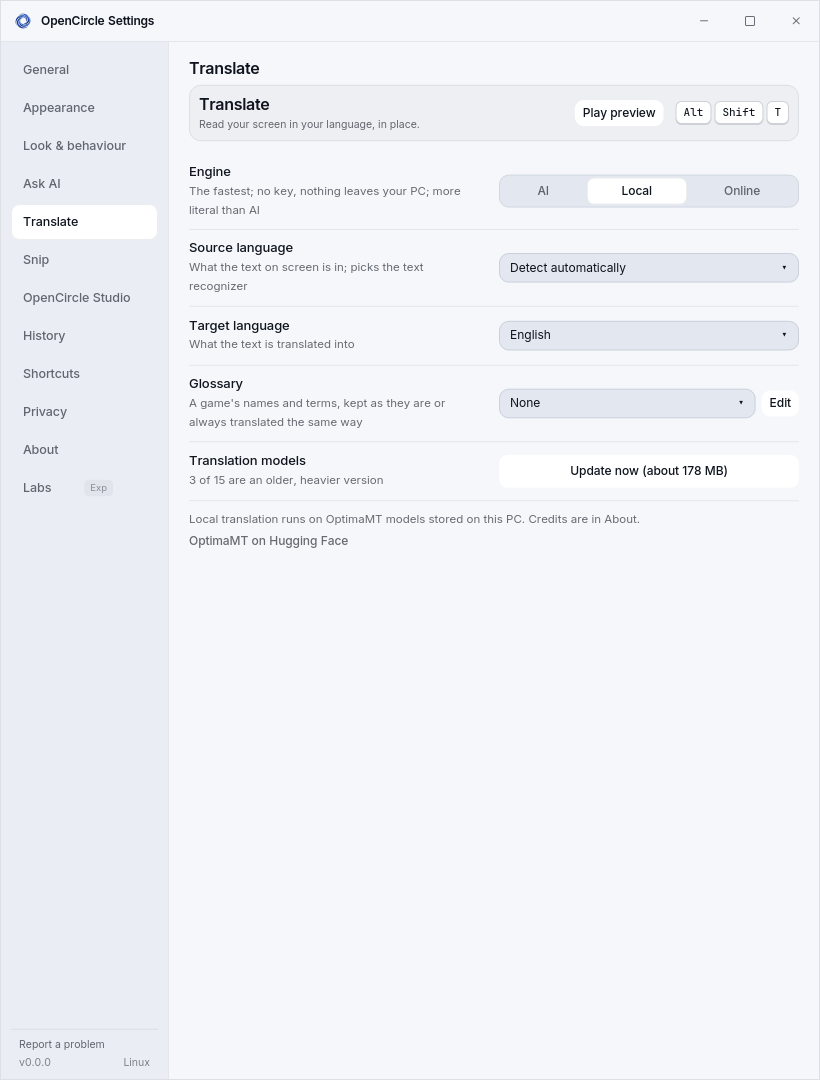 OpenCircle Settings
General
Appearance
Look & behaviour
Ask AI
Translate
Snip
OpenCircle Studio
History
Shortcuts
Privacy
About
Labs Exp
Report a problem
v0.0.0 Linux
Translate
Translate
Read your screen in your language, in place.
Play preview Alt Shift T
Engine
The fastest; no key, nothing leaves your PC; more
literal than AI
AI Local Online
Source language
What the text on screen is in; picks the text
recognizer
Detect automatically
Target language
What the text is translated into
English
Glossary
A game's names and terms, kept as they are or
always translated the same way
None Edit
Translation models
3 of 15 are an older, heavier version
Update now (about 178 MB)
Local translation runs on OptimaMT models stored on this PC. Credits are in About.
OptimaMT on Hugging Face